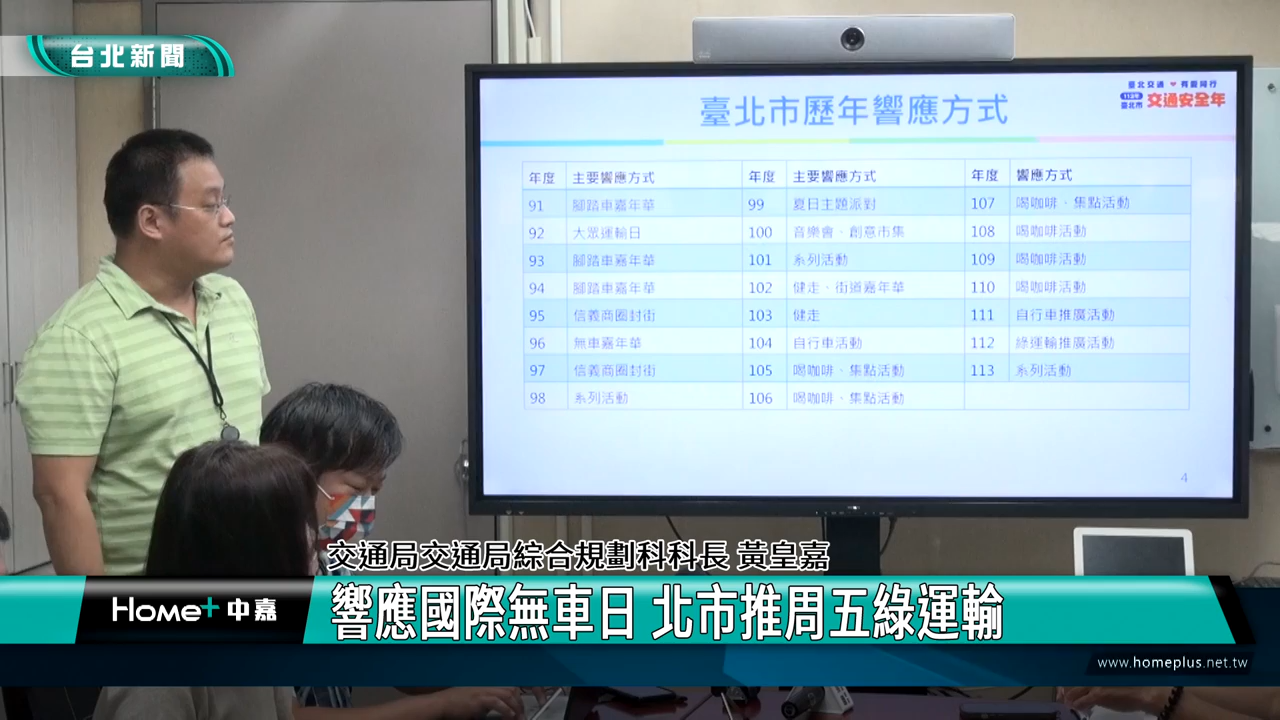 台北新聞
臺北交通 ❤ 有愛同行
113年
臺北市
交通安全年
臺北市歷年響應方式
年度 主要響應方式 年度 主要響應方式 年度 響應方式
91 腳踏車嘉年華 99 夏日主題派對 107 喝咖啡、集點活動
92 大眾運輸日 100 音樂會、創意市集 108 喝咖啡活動
93 腳踏車嘉年華 101 系列活動 109 喝咖啡活動
94 腳踏車嘉年華 102 健走、街道嘉年華 110 喝咖啡活動
95 信義商圈封街 103 健走 111 自行車推廣活動
96 無車嘉年華 104 自行車活動 112 綠運輸推廣活動
97 信義商圈封街 105 喝咖啡、集點活動 113 系列活動
98 系列活動 106 喝咖啡、集點活動
4
交通局交通局綜合規劃科科長 黃皇嘉
Home+ 中嘉
響應國際無車日 北市推周五綠運輸
www.homeplus.net.tw